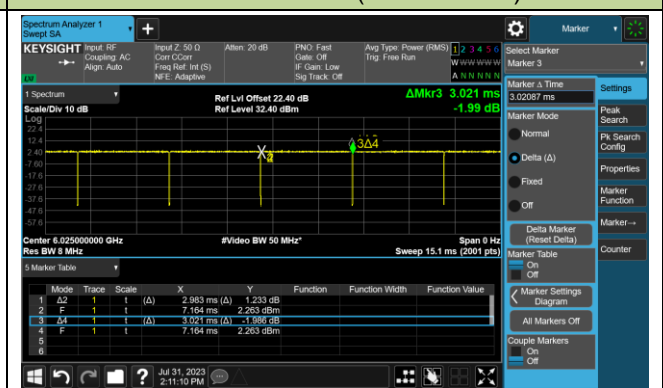 Spectrum Analyzer 1
Swept SA
+
Marker
KEYSIGHT
Input: RF
Coupling: AC
Align: Auto
Input Z: 50 Ω
Corr CCorr
Freq Ref: Int (S)
NFE: Adaptive
Atten: 20 dB
PNO: Fast
Gate: Off
IF Gain: Low
Sig Track: Off
Avg Type: Power (RMS)
Trig: Free Run
1 2 3 4 5 6
W W W W W W
A N N N N N
LXI
Select Marker
Marker 3
1 Spectrum
Scale/Div 10 dB
Ref Lvl Offset 22.40 dB
Ref Level 32.40 dBm
ΔMkr3 3.021 ms
-1.99 dB
Log
22.4
12.4
2.40
-7.60
-17.6
-27.6
-37.6
-47.6
-57.6
3Δ4
X
Center 6.025000000 GHz
Res BW 8 MHz
#Video BW 50 MHz*
Span 0 Hz
Sweep 15.1 ms (2001 pts)
5 Marker Table
Mode Trace Scale X Y Function Function Width Function Value
1 Δ2 1 t (Δ) 2.983 ms (Δ) 1.233 dB
2 F 1 t 7.164 ms 2.263 dBm
3 Δ4 1 t (Δ) 3.021 ms (Δ) -1.986 dB
4 F 1 t 7.164 ms 2.263 dBm
5
6
Marker Δ Time
3.02087 ms
Marker Mode
Normal
Delta (Δ)
Fixed
Off
Delta Marker
(Reset Delta)
Marker Table
On
Off
Marker Settings
Diagram
All Markers Off
Couple Markers
On
Off
Settings
Peak
Search
Pk Search
Config
Properties
Marker
Function
Marker→
Counter
?
Jul 31, 2023
2:11:10 PM